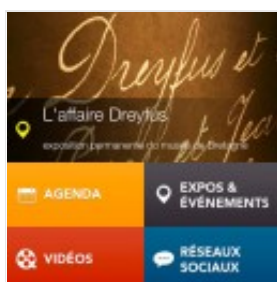 Dreyfus et
L'affaire Dreyfus
exposition permanente du musée de Bretagne
AGENDA
EXPOS &
ÉVÉNEMENTS
VIDÉOS
RÉSEAUX
SOCIAUX